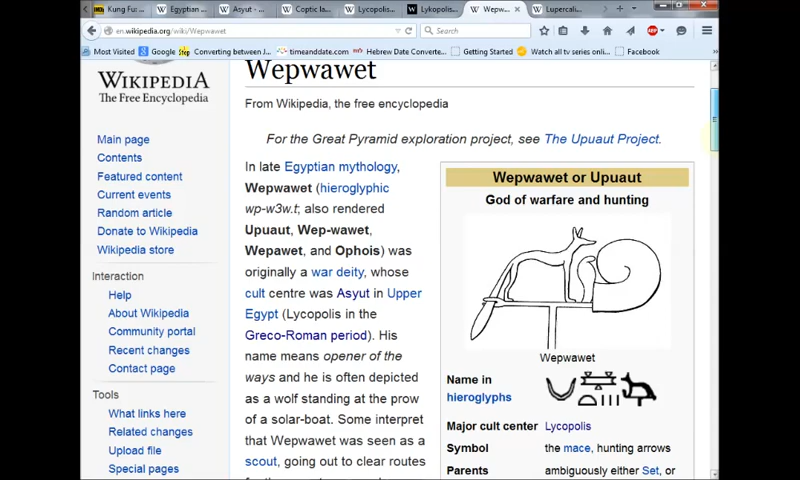 Kung Fu:
Egyptian
Asyut -
Coptic la
Lycopolis
Lykopolis
Wepw...
Lupercali
en.wikipedia.org/wiki/Wepwawet
Search
Most Visited
Google
Converting between J...
timeanddate.com
Hebrew Date Converte...
Getting Started
Watch all tv series onlin...
Facebook
WIKIPEDIA
The Free Encyclopedia
Main page
Contents
Featured content
Current events
Random article
Donate to Wikipedia
Wikipedia store
Interaction
Help
About Wikipedia
Community portal
Recent changes
Contact page
Tools
What links here
Related changes
Upload file
Special pages
Wepwawet
From Wikipedia, the free encyclopedia
For the Great Pyramid exploration project, see The Upuaut Project.
In late Egyptian mythology,
Wepwawet (hieroglyphic
wp-w3w.t; also rendered
Upuaut, Wep-wawet,
Wepawet, and Ophois) was
originally a war deity, whose
cult centre was Asyut in Upper
Egypt (Lycopolis in the
Greco-Roman period). His
name means opener of the
ways and he is often depicted
as a wolf standing at the prow
of a solar-boat. Some interpret
that Wepwawet was seen as a
scout, going out to clear routes
Wepwawet or Upuaut
God of warfare and hunting
Wepwawet
Name in
hieroglyphs
Major cult center Lycopolis
Symbol the mace, hunting arrows
Parents ambiguously either Set, or